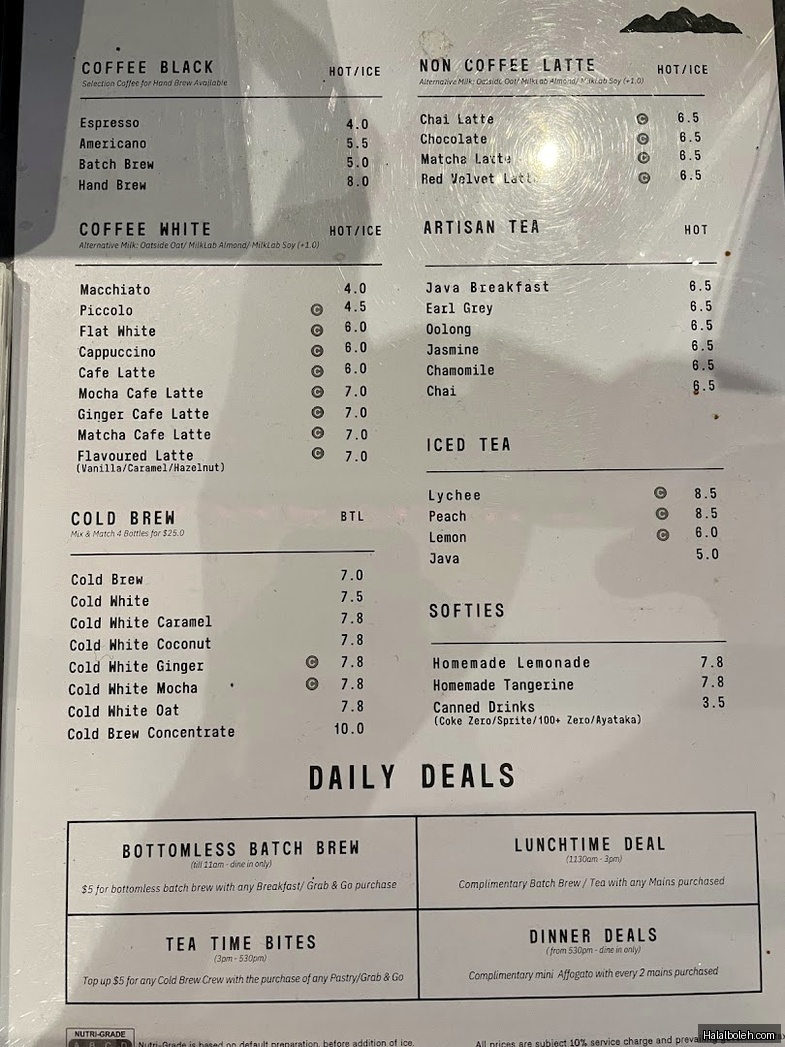 COFFEE BLACK HOT/ICE
Selection Coffee for Hand Brew Available
Espresso 4.0
Americano 5.5
Batch Brew 5.0
Hand Brew 8.0
COFFEE WHITE HOT/ICE
Alternative Milk: Oatside Oat/ MilkLab Almond/ MilkLab Soy (+1.0)
Macchiato 4.0
Piccolo C 4.5
Flat White C 6.0
Cappuccino C 6.0
Cafe Latte C 6.0
Mocha Cafe Latte C 7.0
Ginger Cafe Latte C 7.0
Matcha Cafe Latte C 7.0
Flavoured Latte C 7.0
(Vanilla/Caramel/Hazelnut)
COLD BREW BTL
Mix & Match 4 Bottles for $25.0
Cold Brew 7.0
Cold White 7.5
Cold White Caramel 7.8
Cold White Coconut 7.8
Cold White Ginger C 7.8
Cold White Mocha C 7.8
Cold White Oat 7.8
Cold Brew Concentrate 10.0
NON COFFEE LATTE HOT/ICE
Alternative Milk: Oatside Oat/ MilkLab Almond/ MilkLab Soy (+1.0)
Chai Latte C 6.5
Chocolate C 6.5
Matcha Latte C 6.5
Red Velvet Latte C 6.5
ARTISAN TEA HOT
Java Breakfast 6.5
Earl Grey 6.5
Oolong 6.5
Jasmine 6.5
Chamomile 6.5
Chai 6.5
ICED TEA
Lychee C 8.5
Peach C 8.5
Lemon C 6.0
Java 5.0
SOFTIES
Homemade Lemonade 7.8
Homemade Tangerine 7.8
Canned Drinks 3.5
(Coke Zero/Sprite/100+ Zero/Ayataka)
DAILY DEALS
BOTTOMLESS BATCH BREW
(till 11am - dine in only)
$5 for bottomless batch brew with any Breakfast/ Grab & Go purchase
LUNCHTIME DEAL
(1130am - 3pm)
Complimentary Batch Brew / Tea with any Mains purchased
TEA TIME BITES
(3pm - 530pm)
Top up $5 for any Cold Brew Crew with the purchase of any Pastry/Grab & Go
DINNER DEALS
(from 530pm - dine in only)
Complimentary mini Affogato with every 2 mains purchased
NUTRI-GRADE
A B C D
Nutri-Grade is based on default preparation, before addition of ice.
All prices are subject 10% service charge and
Halalboleh.com